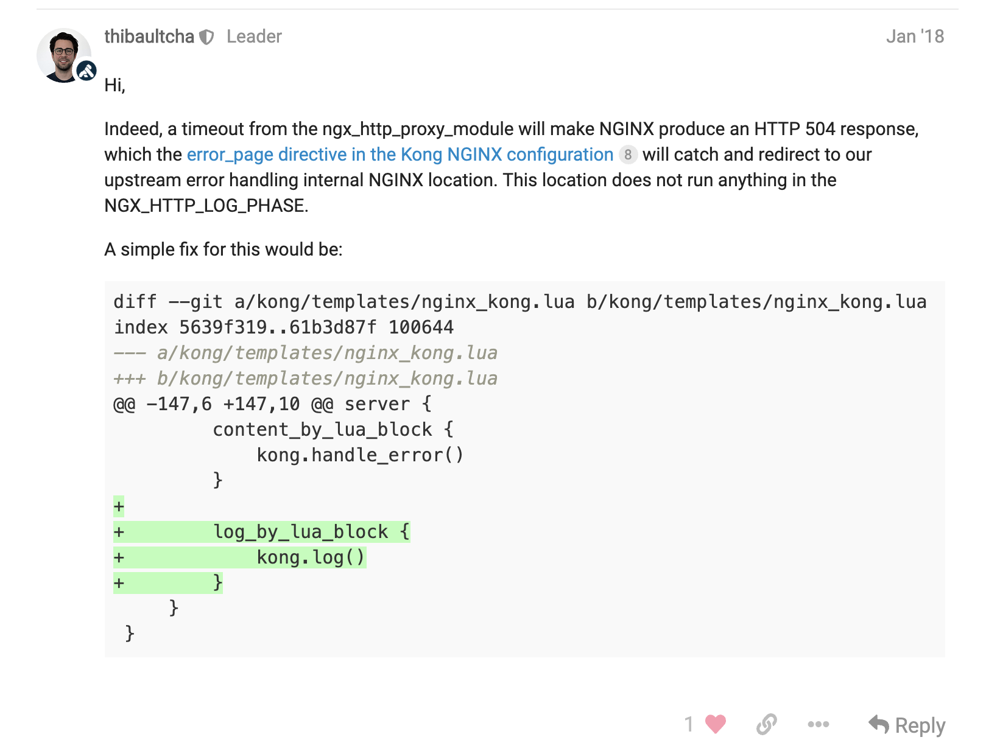 thibaultcha Leader Jan '18
Hi,
Indeed, a timeout from the ngx_http_proxy_module will make NGINX produce an HTTP 504 response,
which the error_page directive in the Kong NGINX configuration 8 will catch and redirect to our
upstream error handling internal NGINX location. This location does not run anything in the
NGX_HTTP_LOG_PHASE.
A simple fix for this would be:
diff --git a/kong/templates/nginx_kong.lua b/kong/templates/nginx_kong.lua
index 5639f319..61b3d87f 100644
--- a/kong/templates/nginx_kong.lua
+++ b/kong/templates/nginx_kong.lua
@@ -147,6 +147,10 @@ server {
         content_by_lua_block {
             kong.handle_error()
         }
+
+        log_by_lua_block {
+            kong.log()
+        }
     }
 }
1 Reply